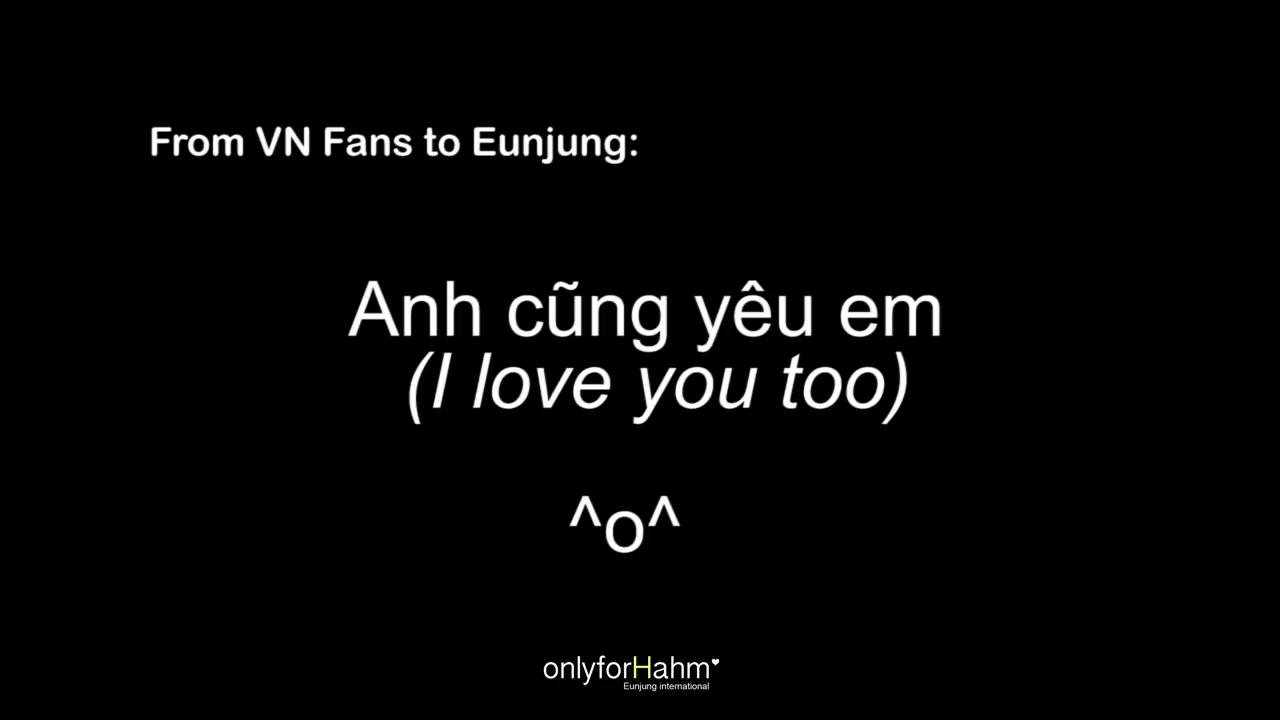 From VN Fans to Eunjung:
Anh cũng yêu em
(I love you too)
^o^
onlyforHahm♥
Eunjung international